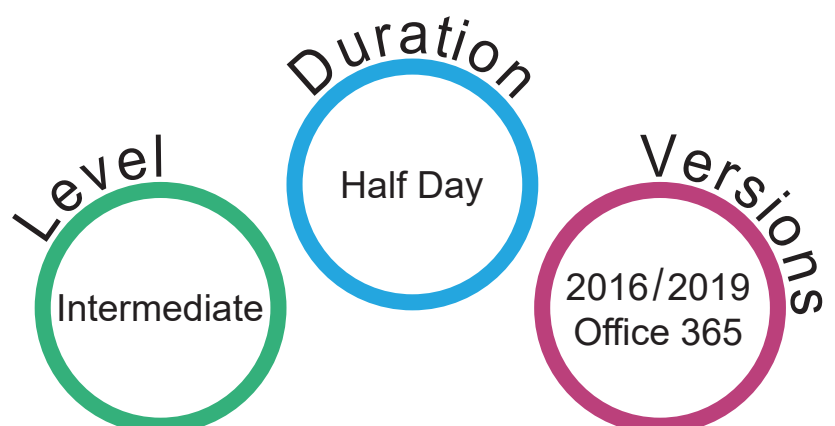 Level
Intermediate
Duration
Half Day
Versions
2016/2019
Office 365